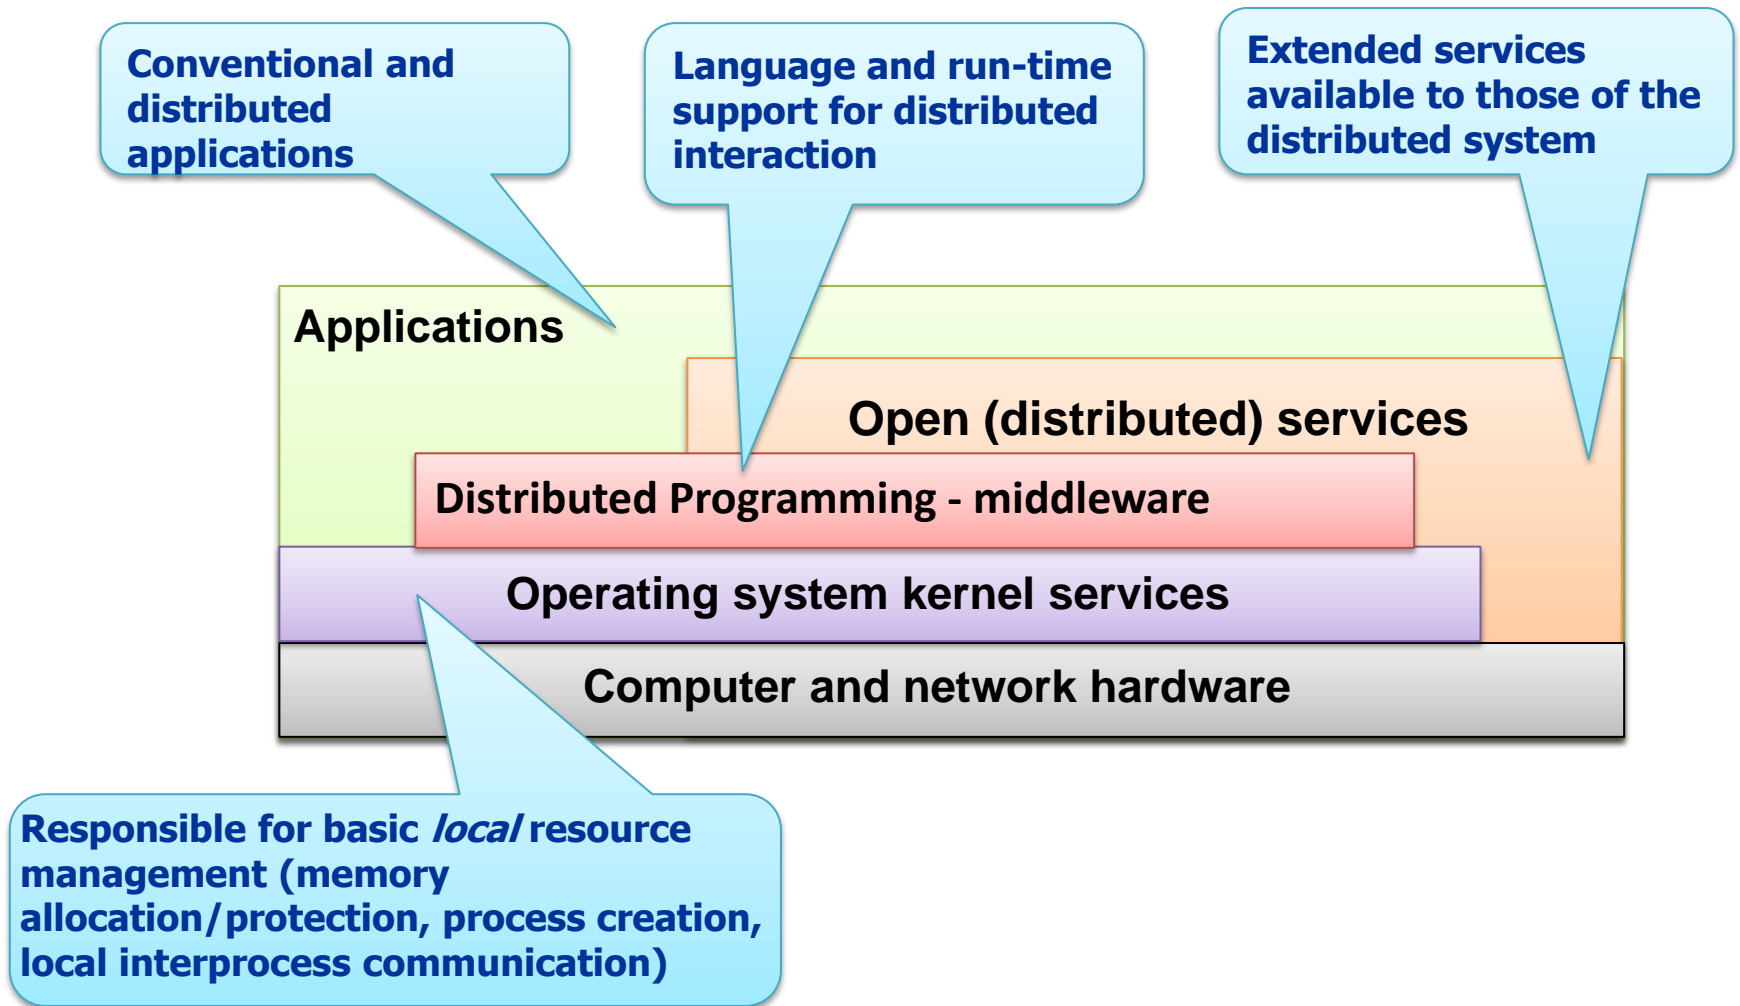 Conventional and
distributed
applications
Language and run-time
support for distributed
interaction
Extended services
available to those of the
distributed system
Applications
Open (distributed) services
Distributed Programming - middleware
Operating system kernel services
Computer and network hardware
Responsible for basic local resource
management (memory
allocation/protection, process creation,
local interprocess communication)